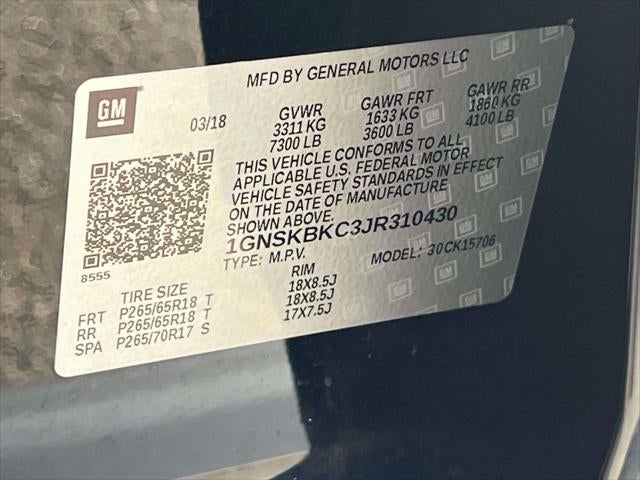 MFD BY GENERAL MOTORS LLC
GM
03/18
GVWR GAWR FRT GAWR RR
3311 KG 1633 KG 1860 KG
7300 LB 3600 LB 4100 LB
THIS VEHICLE CONFORMS TO ALL
APPLICABLE U.S. FEDERAL MOTOR
VEHICLE SAFETY STANDARDS IN EFFECT
ON THE DATE OF MANUFACTURE
SHOWN ABOVE.
1GNSKBKC3JR310430
TYPE: M.P.V. MODEL: 30CK15706
8555
TIRE SIZE RIM
FRT P265/65R18 T 18X8.5J
RR P265/65R18 T 18X8.5J
SPA P265/70R17 S 17X7.5J